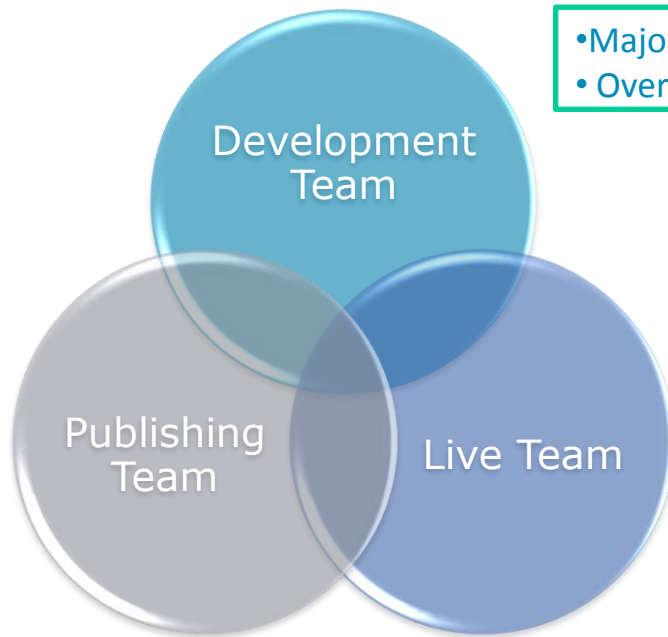 •Majo
• Over
Development
Team
Publishing
Team
Live Team